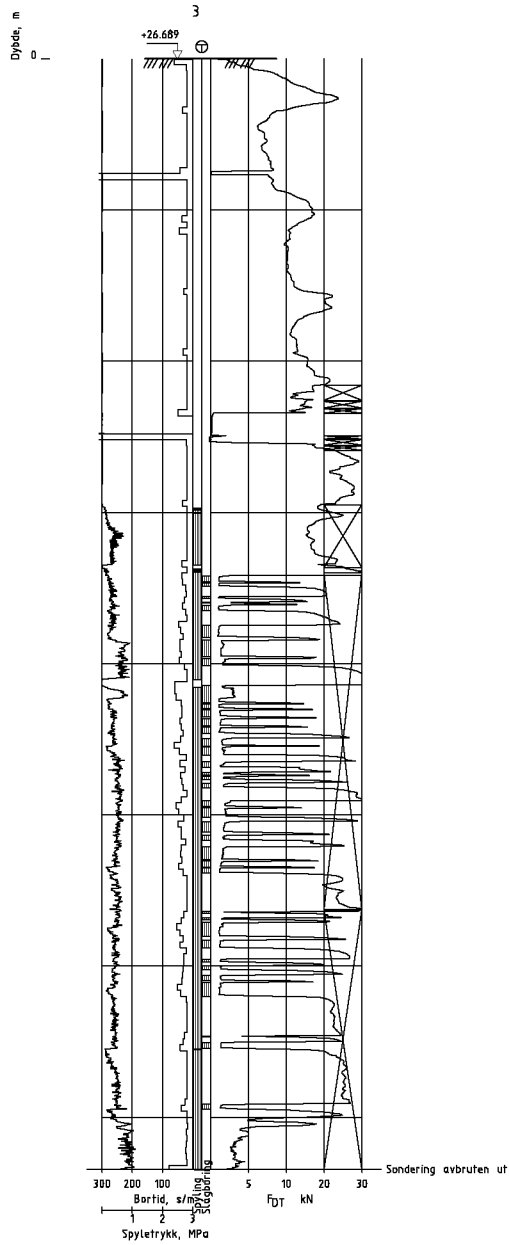 3
Dybde, m
+26.689
0
Sondering avbruten ut
300 200 100
5 10 20 30
Bortid, s/m
Spyling
Slagboring
F_DT kN
1 2 3
Spyletrykk, MPa